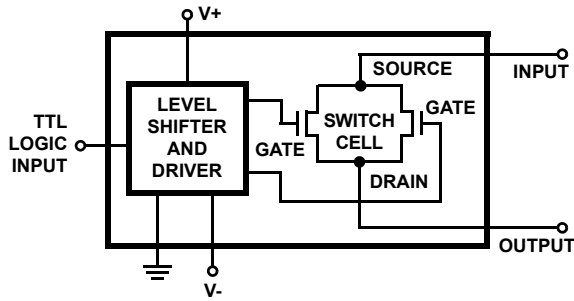 V+
SOURCE
INPUT
TTL
LOGIC
INPUT
LEVEL
SHIFTER
AND
DRIVER
GATE
SWITCH
CELL
GATE
DRAIN
OUTPUT
V-